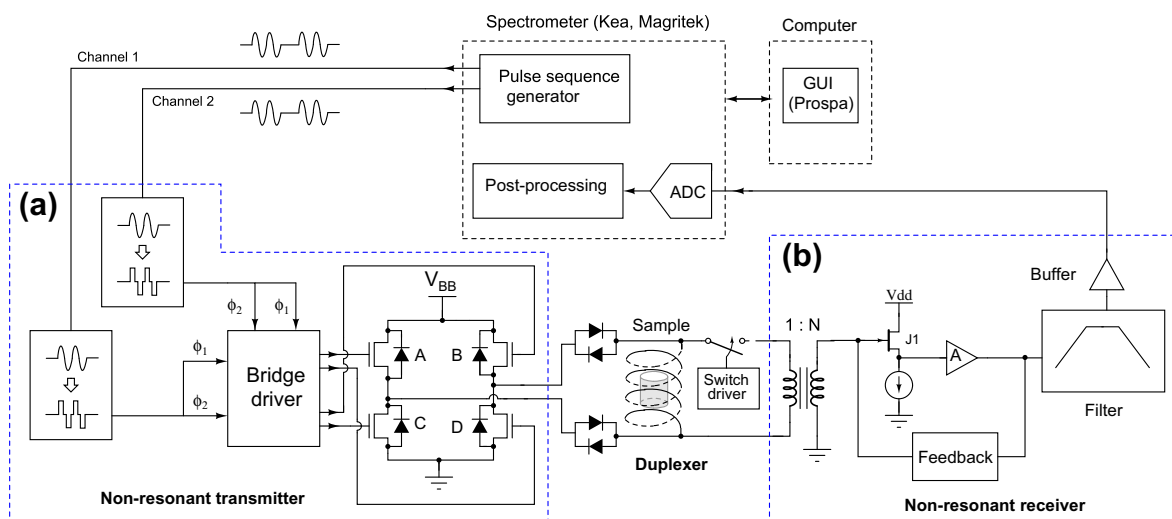 Spectrometer (Kea, Magritek)
Computer
Channel 1
Channel 2
Pulse sequence
generator
GUI
(Prospa)
Post-processing
ADC
(a)
(b)
Buffer
V_BB
Vdd
ϕ2
ϕ1
Sample
1 : N
J1
ϕ1
A
B
A
Bridge
driver
Switch
driver
ϕ2
C
D
Filter
Feedback
Duplexer
Non-resonant transmitter
Non-resonant receiver